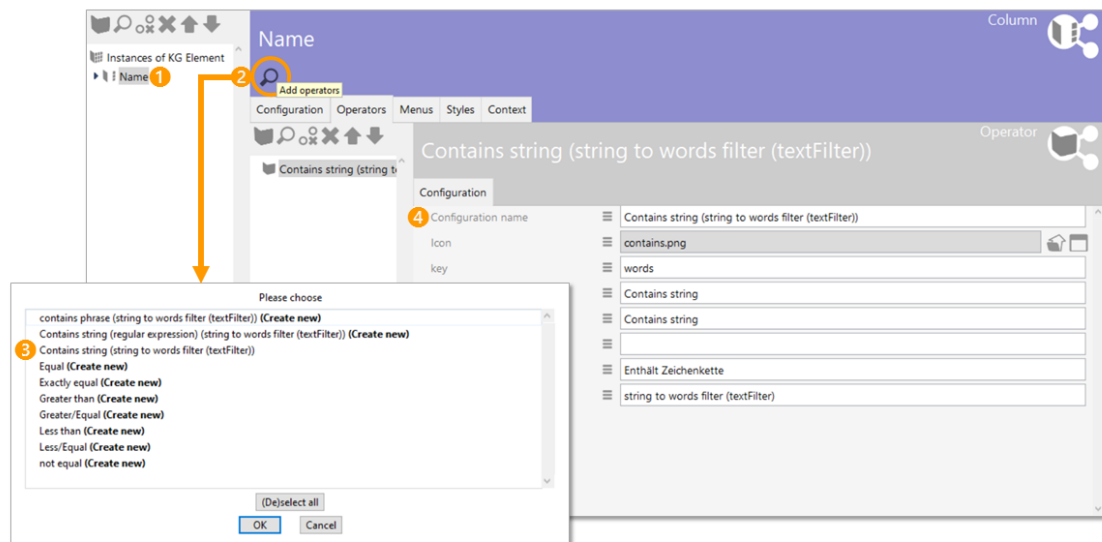 Column
Name
Instances of KG Element
Name 1
2
Add operators
Configuration Operators Menus Styles Context
Operator
Contains string (string to words filter (textFilter))
Contains string (string to
Configuration
4 Configuration name
Contains string (string to words filter (textFilter))
Icon
contains.png
key
words
Contains string
Contains string
Enthält Zeichenkette
string to words filter (textFilter)
Please choose
contains phrase (string to words filter (textFilter)) (Create new)
Contains string (regular expression) (string to words filter (textFilter)) (Create new)
3 Contains string (string to words filter (textFilter))
Equal (Create new)
Exactly equal (Create new)
Greater than (Create new)
Greater/Equal (Create new)
Less than (Create new)
Less/Equal (Create new)
not equal (Create new)
(De)select all
OK Cancel